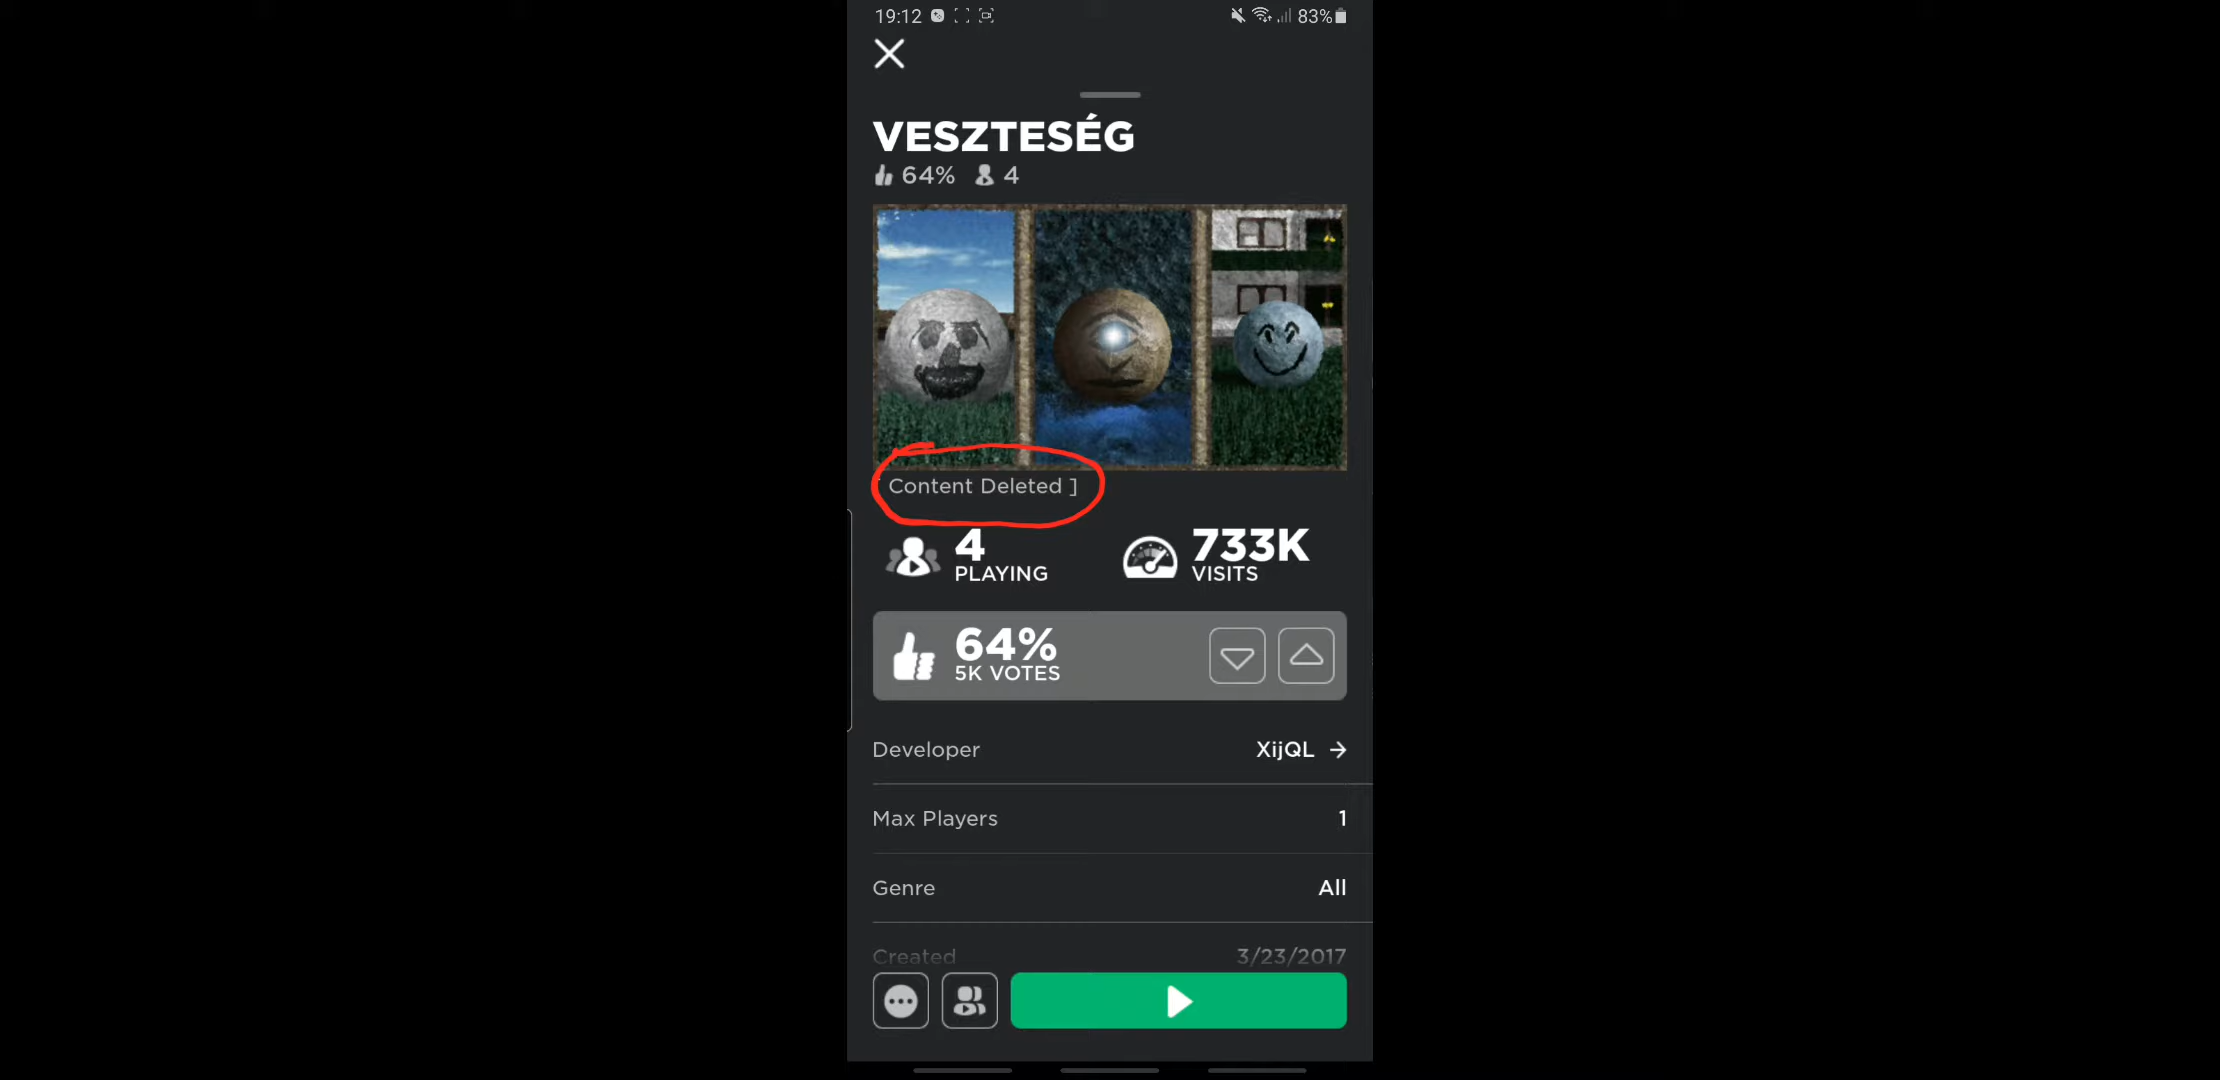 19:12 83%
VESZTESÉG
64% 4
Content Deleted ]
4 PLAYING
733K VISITS
64%
5K VOTES
Developer XijQL →
Max Players 1
Genre All
Created 3/23/2017